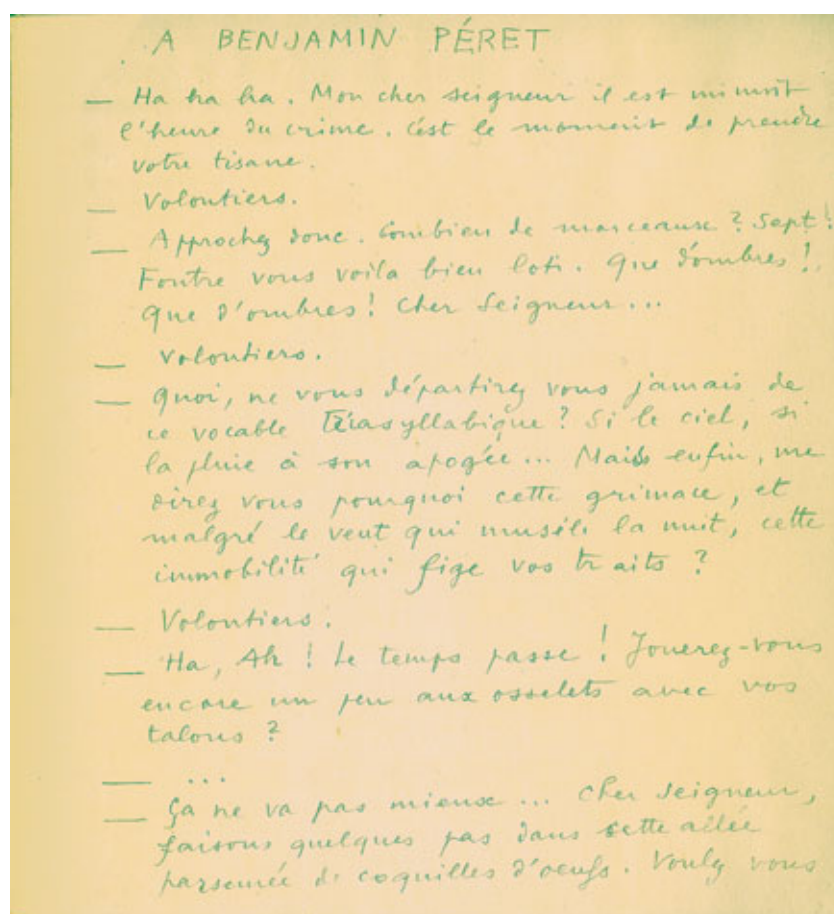 A BENJAMIN PÉRET
— Ha ha ha. Mon cher seigneur il est minuit
l'heure du crime. C'est le moment de prendre
votre tisane.
— Volontiers.
— Approchez donc. Combien de morceaux ? Sept !
Foutre vous voila bien loti. Que d'ombres !
Que d'ombres ! Cher Seigneur...
— Volontiers.
— Quoi, ne vous départirez vous jamais de
ce vocable trisasyllabique ? Si le ciel, si
la pluie à son apogée... Mais enfin, me
direz vous pourquoi cette grimace, et
malgré le vent qui musèle la nuit, cette
immobilité qui fige vos traits ?
— Volontiers.
— Ha, Ah ! Le temps passe ! Jouerez-vous
encore un peu aux osselets avec vos
talons ?
— ...
— Ça ne va pas mieux... Cher Seigneur,
faisons quelques pas dans cette allée
parsemée de coquilles d'oeufs. Voulez vous